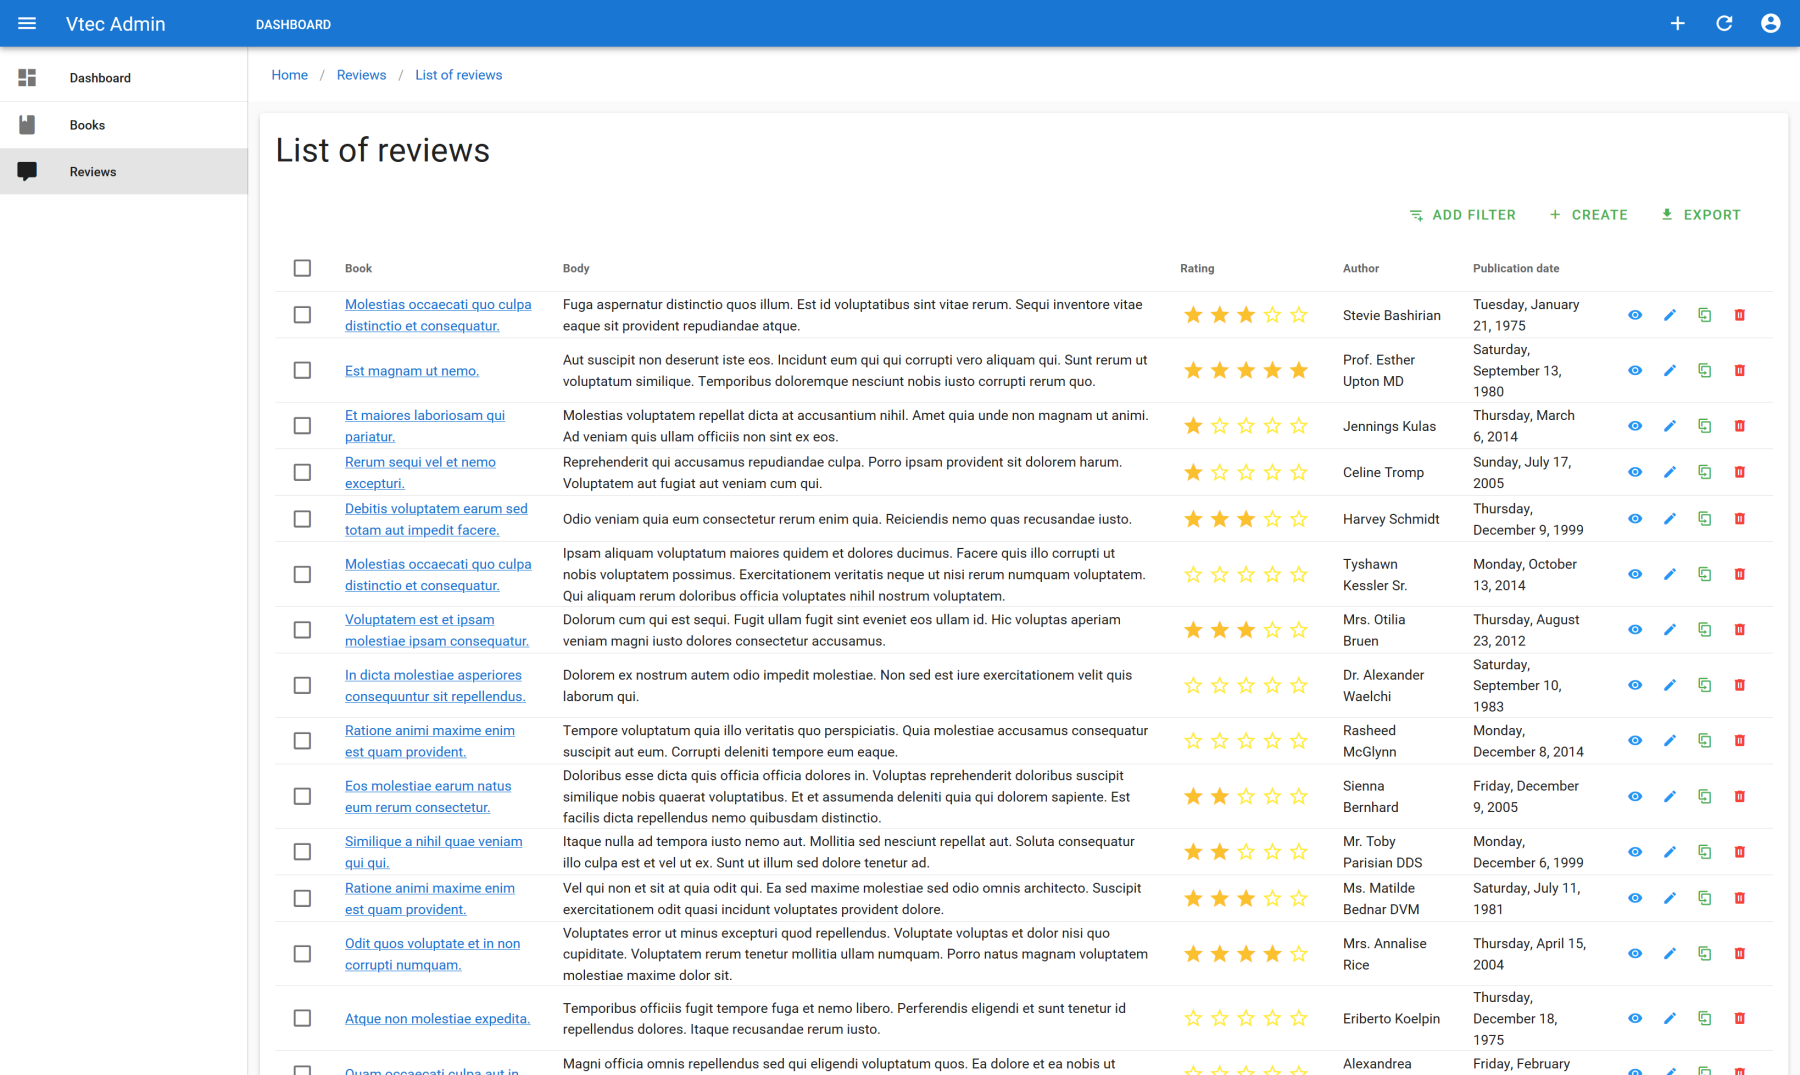 Vtec Admin
DASHBOARD
Dashboard
Books
Reviews
Home / Reviews / List of reviews
List of reviews
ADD FILTER
CREATE
EXPORT
Book Body Rating Author Publication date
Molestias occaecati quo culpa
distinctio et consequatur.
Fuga aspernatur distinctio quos illum. Est id voluptatibus sint vitae rerum. Sequi inventore vitae
eaque sit provident repudiandae atque.
Stevie Bashirian
Tuesday, January
21, 1975
Est magnam ut nemo.
Aut suscipit non deserunt iste eos. Incidunt eum qui qui corrupti vero aliquam qui. Sunt rerum ut
voluptatum similique. Temporibus doloremque nesciunt nobis iusto corrupti rerum quo.
Prof. Esther
Upton MD
Saturday,
September 13,
1980
Et maiores laboriosam qui
pariatur.
Molestias voluptatem repellat dicta at accusantium nihil. Amet quia unde non magnam ut animi.
Ad veniam quis ullam officiis non sint ex eos.
Jennings Kulas
Thursday, March
6, 2014
Rerum sequi vel et nemo
excepturi.
Reprehenderit qui accusamus repudiandae culpa. Porro ipsam provident sit dolorem harum.
Voluptatem aut fugiat aut veniam cum qui.
Celine Tromp
Sunday, July 17,
2005
Debitis voluptatem earum sed
totam aut impedit facere.
Odio veniam quia eum consectetur rerum enim quia. Reiciendis nemo quas recusandae iusto.
Harvey Schmidt
Thursday,
December 9, 1999
Molestias occaecati quo culpa
distinctio et consequatur.
Ipsam aliquam voluptatum maiores quidem et dolores ducimus. Facere quis illo corrupti ut
nobis voluptatem possimus. Exercitationem veritatis neque ut nisi rerum numquam voluptatem.
Qui aliquam rerum doloribus officia voluptates nihil nostrum voluptatem.
Tyshawn
Kessler Sr.
Monday, October
13, 2014
Voluptatem est et ipsam
molestiae ipsam consequatur.
Dolorum cum qui est sequi. Fugit ullam fugit sint eveniet eos ullam id. Hic voluptas aperiam
veniam magni iusto dolores consectetur accusamus.
Mrs. Otilia
Bruen
Thursday, August
23, 2012
In dicta molestiae asperiores
consequuntur sit repellendus.
Dolorem ex nostrum autem odio impedit molestiae. Non sed est iure exercitationem velit quis
laborum qui.
Dr. Alexander
Waelchi
Saturday,
September 10,
1983
Ratione animi maxime enim
est quam provident.
Tempore voluptatum quia illo veritatis quo perspiciatis. Quia molestiae accusamus consequatur
suscipit aut eum. Corrupti deleniti tempore eum eaque.
Rasheed
McGlynn
Monday,
December 8, 2014
Eos molestiae earum natus
eum rerum consectetur.
Doloribus esse dicta quis officia officia dolores in. Voluptas reprehenderit doloribus suscipit
similique nobis quaerat voluptatibus. Et et assumenda deleniti quia qui dolorem sapiente. Est
facilis dicta repellendus nemo quibusdam distinctio.
Sienna
Bernhard
Friday, December
9, 2005
Similique a nihil quae veniam
qui qui.
Itaque nulla ad tempora iusto nemo aut. Mollitia sed nesciunt repellat aut. Soluta consequatur
illo culpa est et vel ut ex. Sunt ut illum sed dolore tenetur ad.
Mr. Toby
Parisian DDS
Monday,
December 6, 1999
Ratione animi maxime enim
est quam provident.
Vel qui non et sit at quia odit qui. Ea sed maxime molestiae sed odio omnis architecto. Suscipit
exercitationem odit quasi incidunt voluptates provident dolore.
Ms. Matilde
Bednar DVM
Saturday, July 11,
1981
Odit quos voluptate et in non
corrupti numquam.
Voluptates error ut minus excepturi quod repellendus. Voluptate voluptas et dolor nisi quo
cupiditate. Voluptatem rerum tenetur mollitia ullam numquam. Porro natus magnam voluptatem
molestiae maxime dolor sit.
Mrs. Annalise
Rice
Thursday, April 15,
2004
Atque non molestiae expedita.
Temporibus officiis fugit tempore fuga et nemo libero. Perferendis eligendi et sunt tenetur id
repellendus dolores. Itaque recusandae rerum iusto.
Eriberto Koelpin
Thursday,
December 18,
1975
Quam occaecati culpa aut in
Magni officia omnis repellendus sed qui eligendi voluptatum quos. Ea dolore et ea nobis ut
Alexandrea
Friday, February